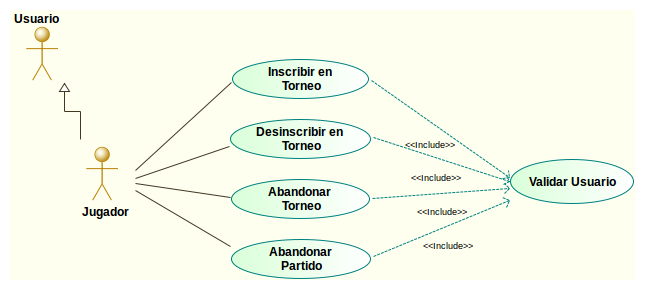 Usuario
Inscribir en
Torneo
Desinscribir en
Torneo
<<Include>>
Abandonar
Torneo
<<Include>>
Validar Usuario
Jugador
<<Include>>
Abandonar
Partido
<<Include>>